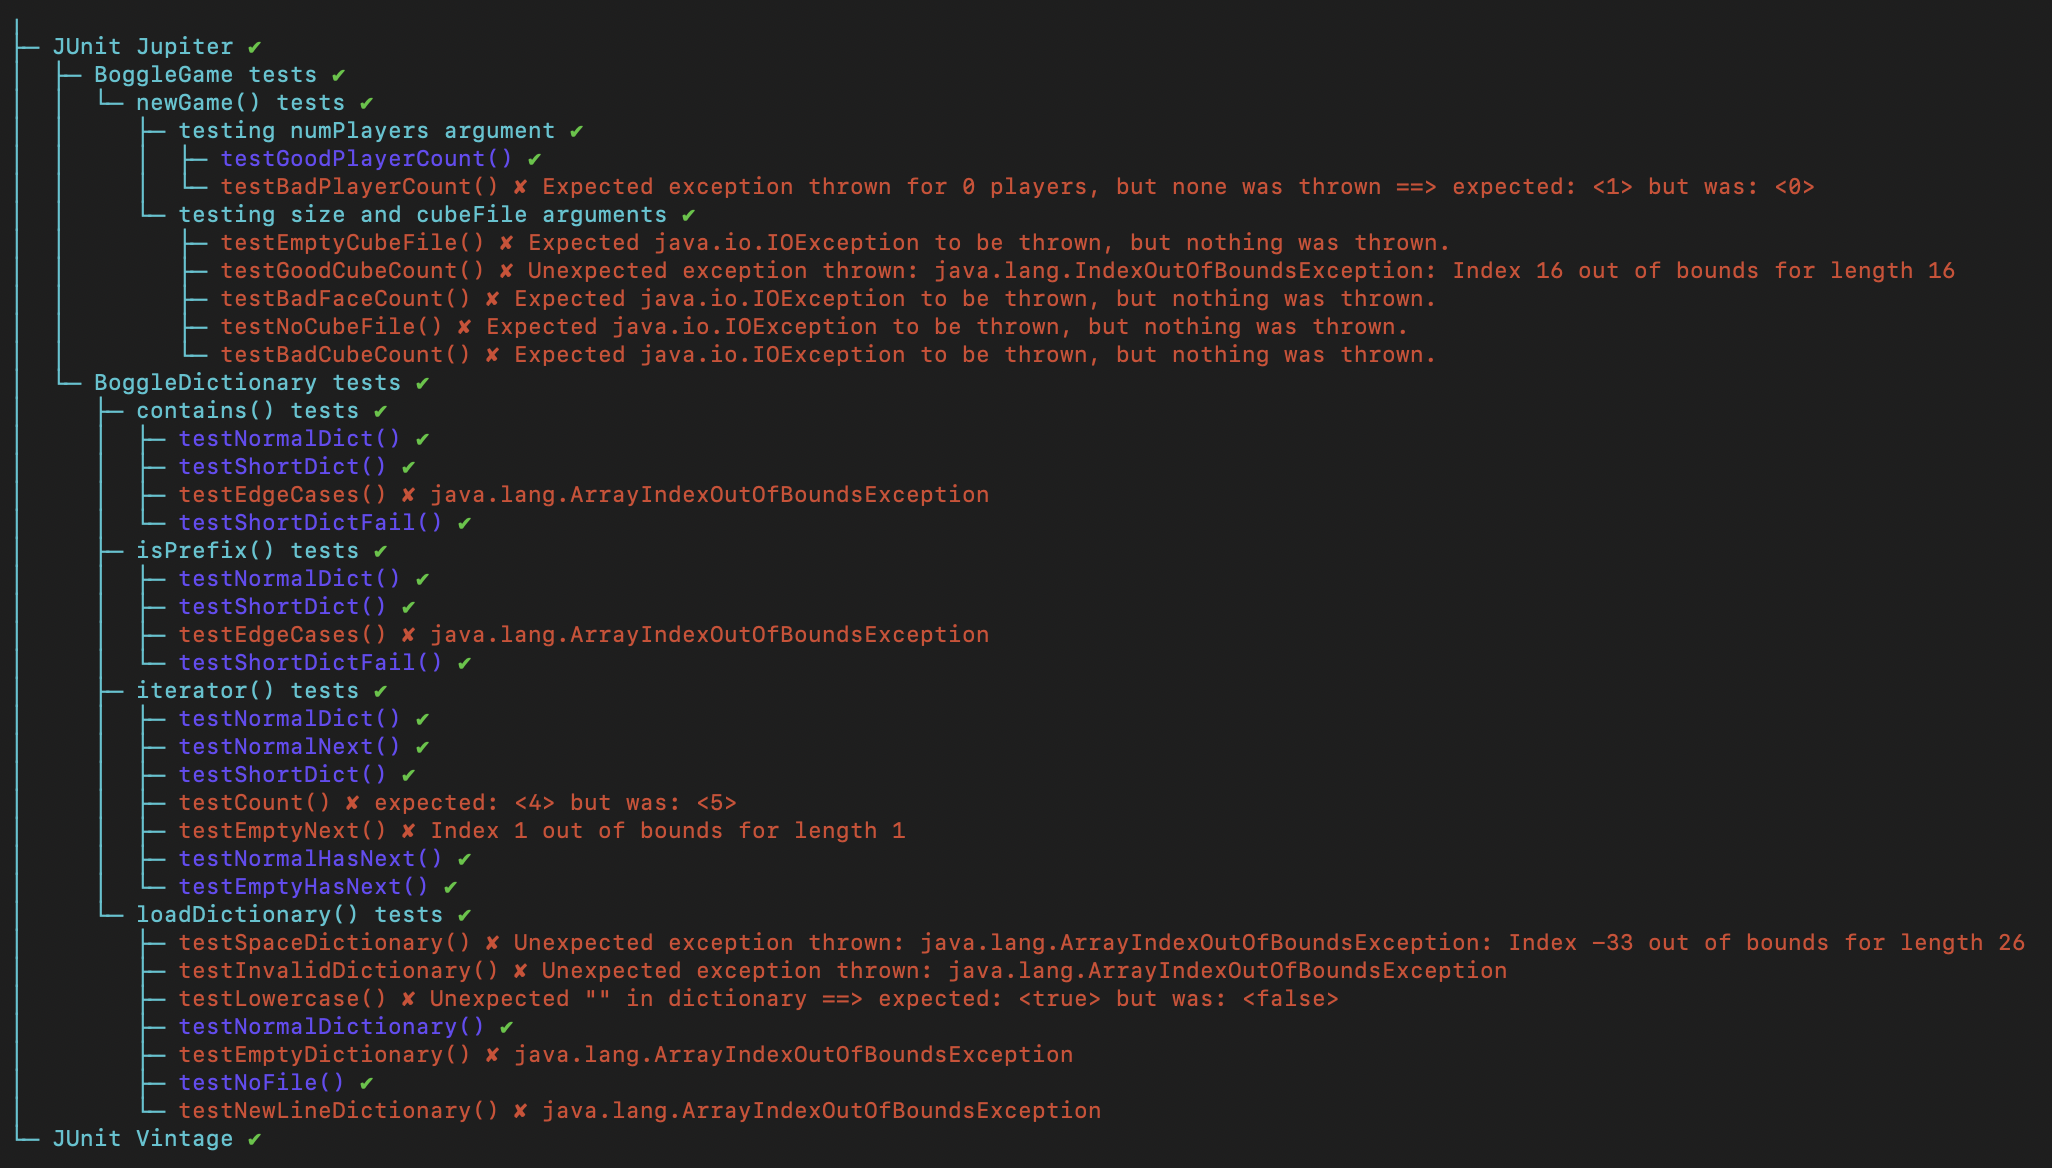 JUnit Jupiter ✔
BoggleGame tests ✔
newGame() tests ✔
testing numPlayers argument ✔
testGoodPlayerCount() ✔
testBadPlayerCount() ✘ Expected exception thrown for 0 players, but none was thrown ==> expected: <1> but was: <0>
testing size and cubeFile arguments ✔
testEmptyCubeFile() ✘ Expected java.io.IOException to be thrown, but nothing was thrown.
testGoodCubeCount() ✘ Unexpected exception thrown: java.lang.IndexOutOfBoundsException: Index 16 out of bounds for length 16
testBadFaceCount() ✘ Expected java.io.IOException to be thrown, but nothing was thrown.
testNoCubeFile() ✘ Expected java.io.IOException to be thrown, but nothing was thrown.
testBadCubeCount() ✘ Expected java.io.IOException to be thrown, but nothing was thrown.
BoggleDictionary tests ✔
contains() tests ✔
testNormalDict() ✔
testShortDict() ✔
testEdgeCases() ✘ java.lang.ArrayIndexOutOfBoundsException
testShortDictFail() ✔
isPrefix() tests ✔
testNormalDict() ✔
testShortDict() ✔
testEdgeCases() ✘ java.lang.ArrayIndexOutOfBoundsException
testShortDictFail() ✔
iterator() tests ✔
testNormalDict() ✔
testNormalNext() ✔
testShortDict() ✔
testCount() ✘ expected: <4> but was: <5>
testEmptyNext() ✘ Index 1 out of bounds for length 1
testNormalHasNext() ✔
testEmptyHasNext() ✔
loadDictionary() tests ✔
testSpaceDictionary() ✘ Unexpected exception thrown: java.lang.ArrayIndexOutOfBoundsException: Index -33 out of bounds for length 26
testInvalidDictionary() ✘ Unexpected exception thrown: java.lang.ArrayIndexOutOfBoundsException
testLowercase() ✘ Unexpected "" in dictionary ==> expected: <true> but was: <false>
testNormalDictionary() ✔
testEmptyDictionary() ✘ java.lang.ArrayIndexOutOfBoundsException
testNoFile() ✔
testNewLineDictionary() ✘ java.lang.ArrayIndexOutOfBoundsException
JUnit Vintage ✔